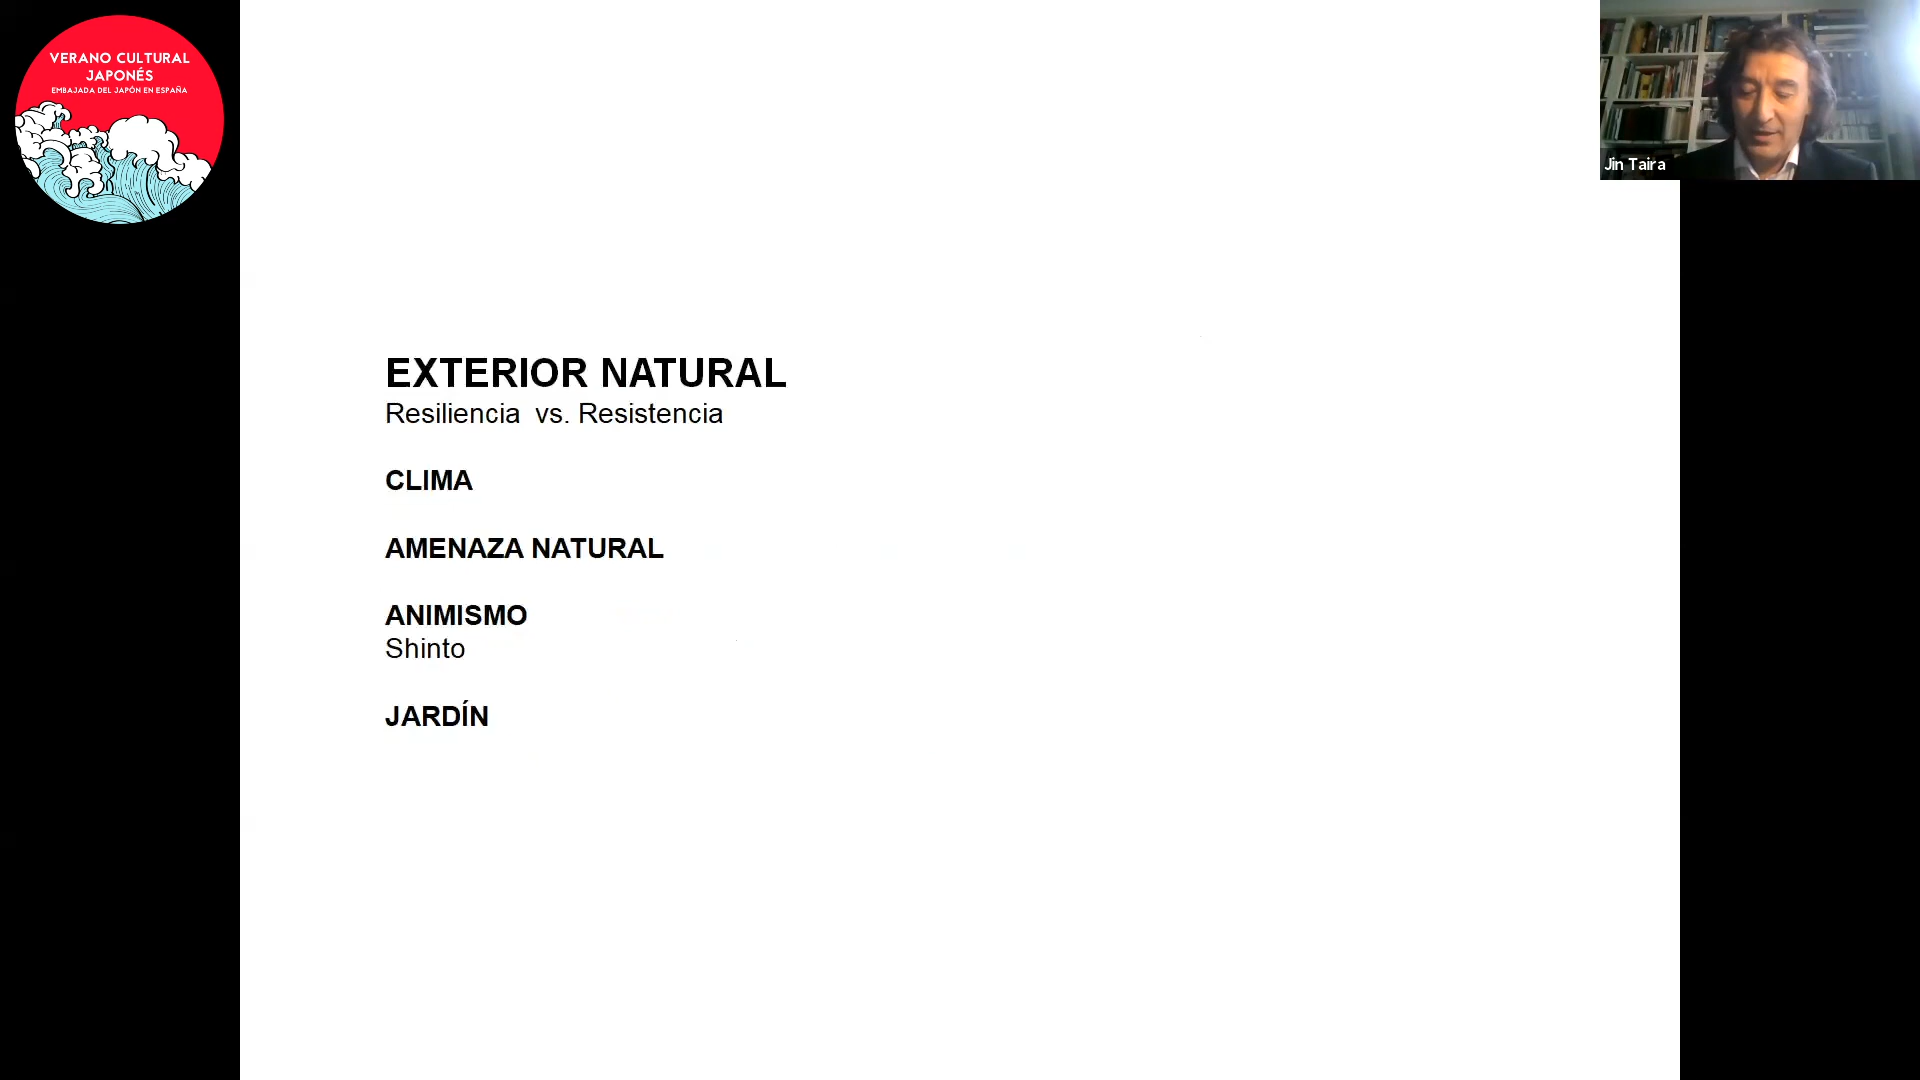 VERANO CULTURAL
JAPONÉS
EMBAJADA DEL JAPÓN EN ESPAÑA
Jin Taira
EXTERIOR NATURAL
Resiliencia  vs. Resistencia
CLIMA
AMENAZA NATURAL
ANIMISMO
Shinto
JARDÍN